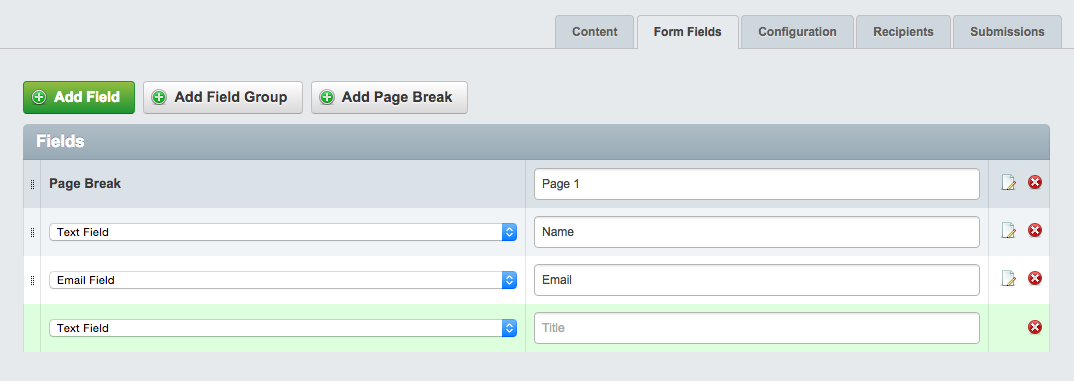 Content Form Fields Configuration Recipients Submissions
Add Field Add Field Group Add Page Break
Fields
Page Break Page 1
Text Field Name
Email Field Email
Text Field Title